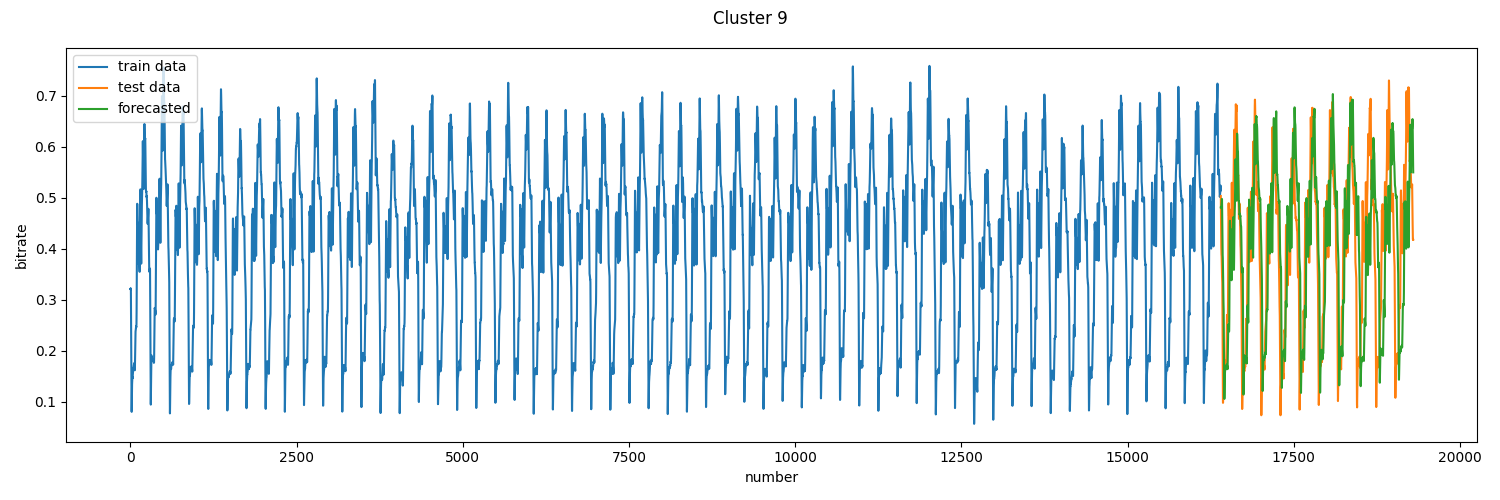 Cluster 9
train data
test data
forecasted
bitrate
0.7
0.6
0.5
0.4
0.3
0.2
0.1
0 2500 5000 7500 10000 12500 15000 17500 20000
number